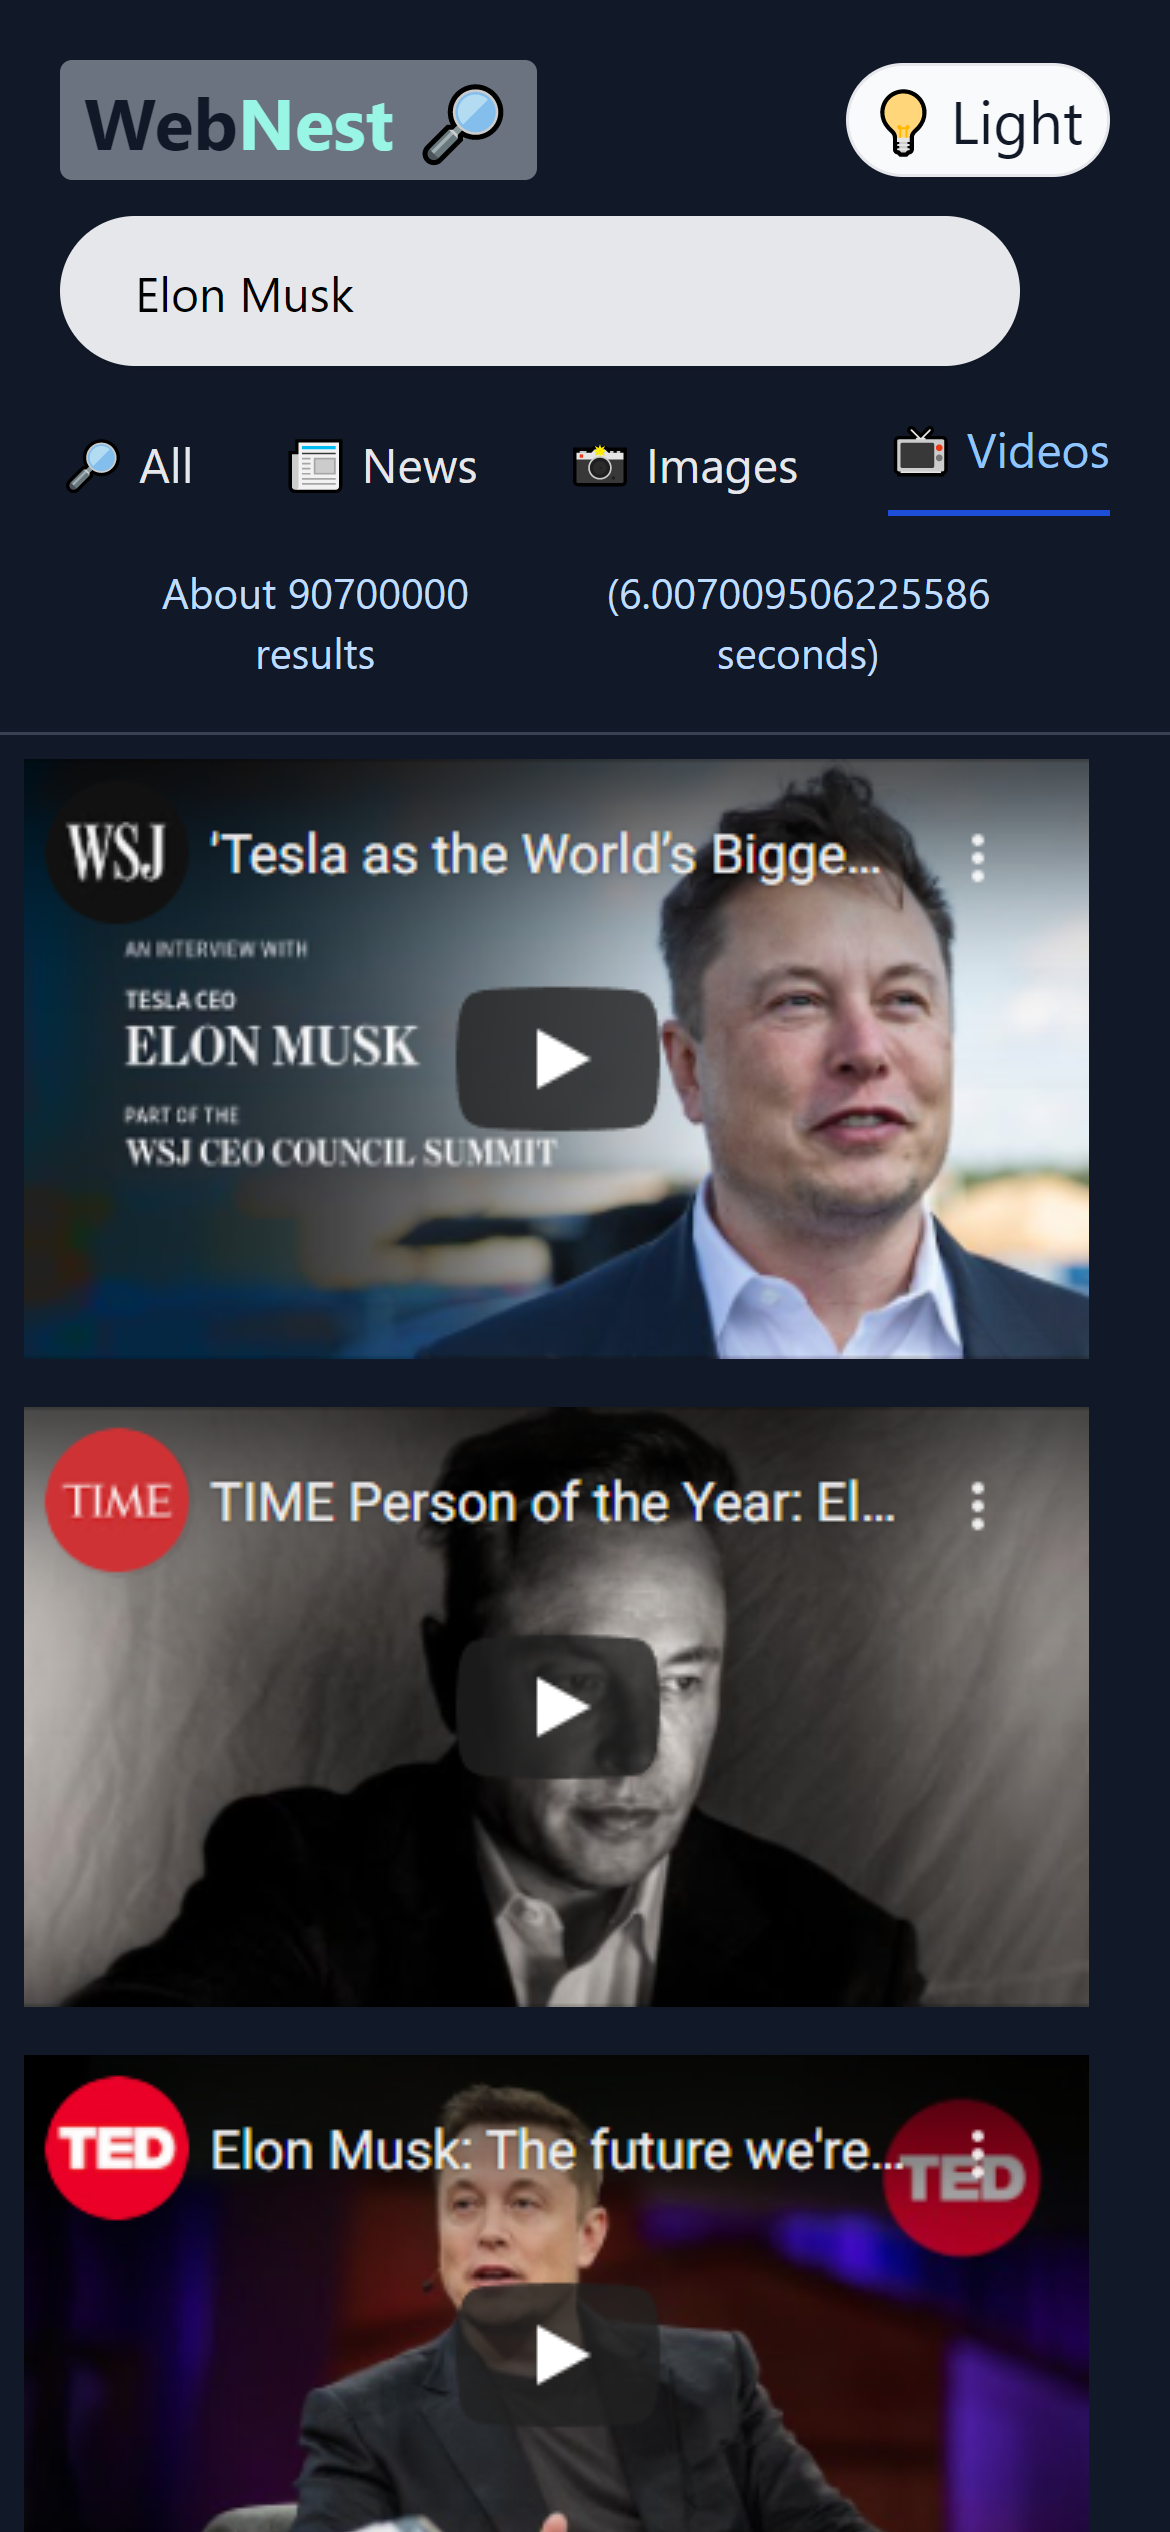 WebNest
Light
Elon Musk
All
News
Images
Videos
About 90700000
results
(6.007009506225586
seconds)
WSJ
'Tesla as the World's Bigge...
AN INTERVIEW WITH
TESLA CEO
ELON MUSK
PART OF THE
WSJ CEO COUNCIL SUMMIT
TIME
TIME Person of the Year: El...
TED
Elon Musk: The future we're...
TED